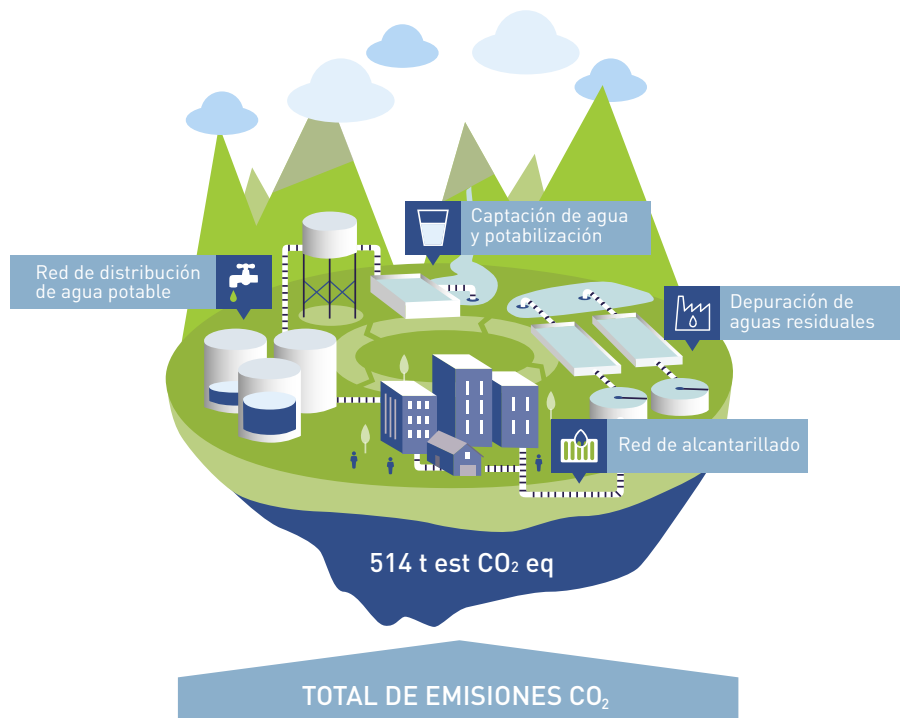 Captación de agua
y potabilización
Red de distribución
de agua potable
Depuración de
aguas residuales
Red de alcantarillado
514 t est CO₂ eq
TOTAL DE EMISIONES CO₂